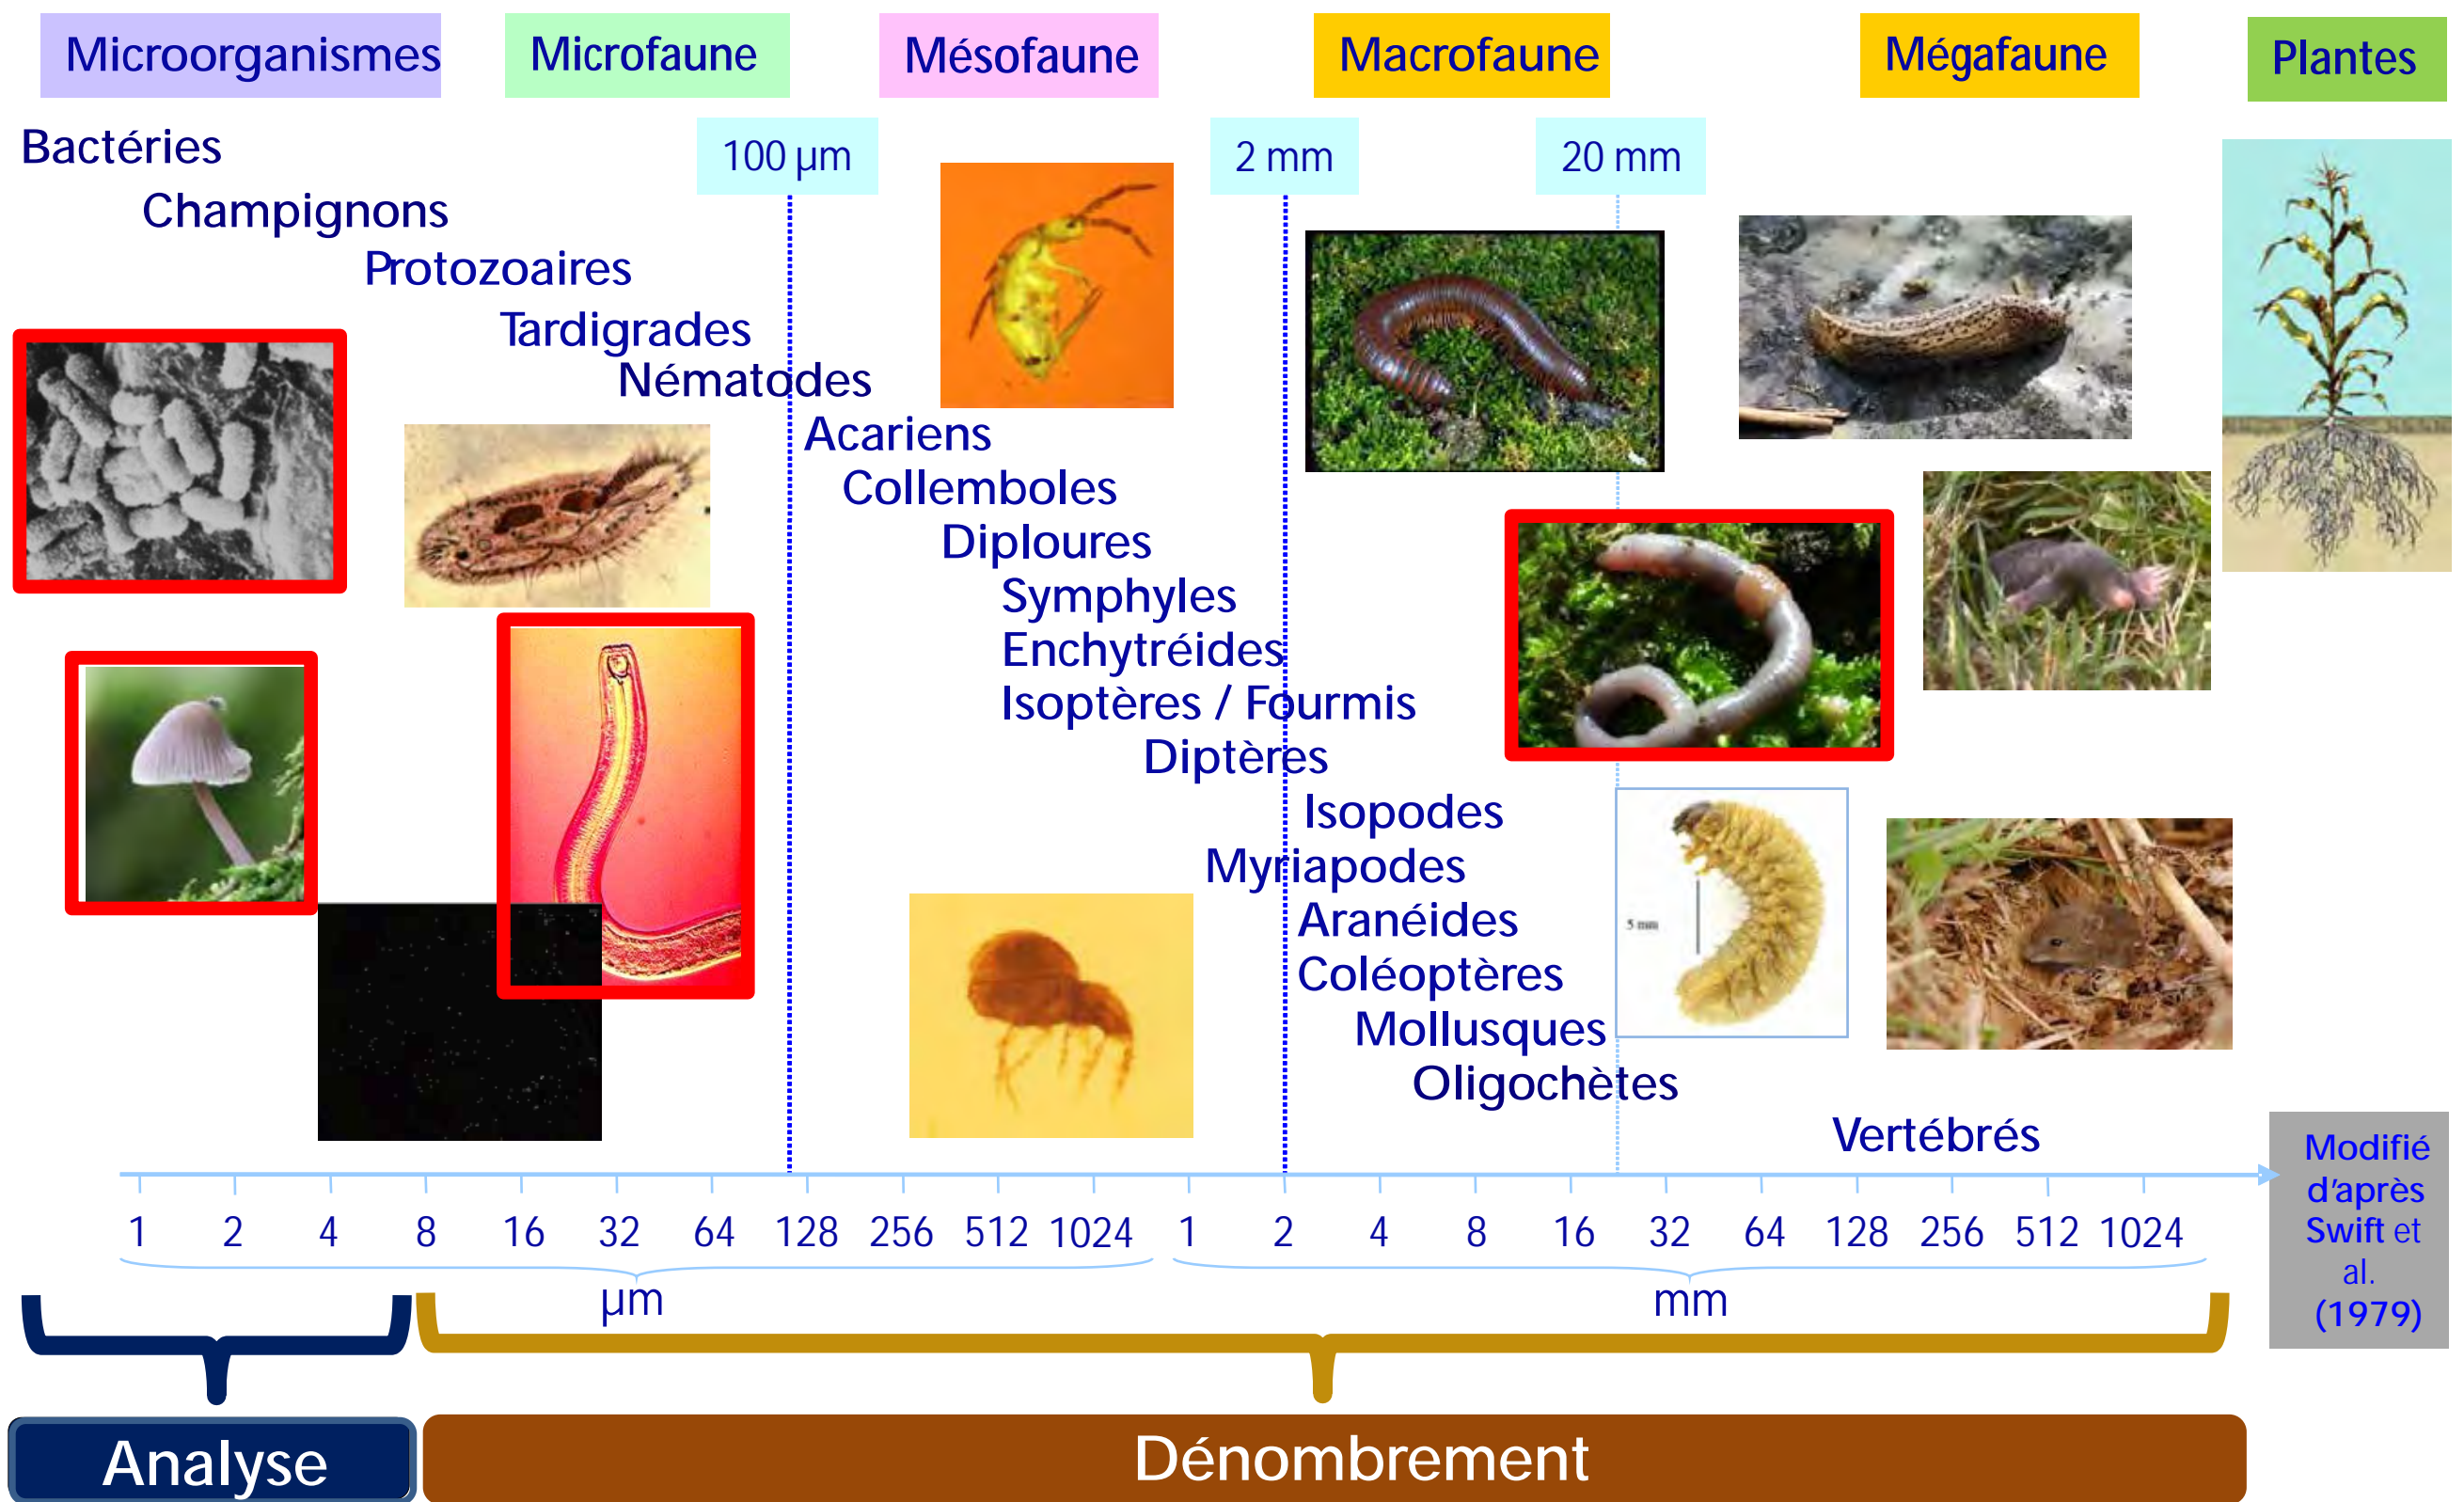 Microorganismes
Microfaune
Mésofaune
Macrofaune
Mégafaune
Plantes
100 µm
2 mm
20 mm
Bactéries
Champignons
Protozoaires
Tardigrades
Nématodes
Acariens
Collemboles
Diploures
Symphyles
Enchytréides
Isoptères / Fourmis
Diptères
Isopodes
Myriapodes
Aranéides
Coléoptères
Mollusques
Oligochètes
Vertébrés
5 mm
1 2 4 8 16 32 64 128 256 512 1024 1 2 4 8 16 32 64 128 256 512 1024
µm
mm
Modifié
d'après
Swift et
al.
(1979)
Analyse
Dénombrement